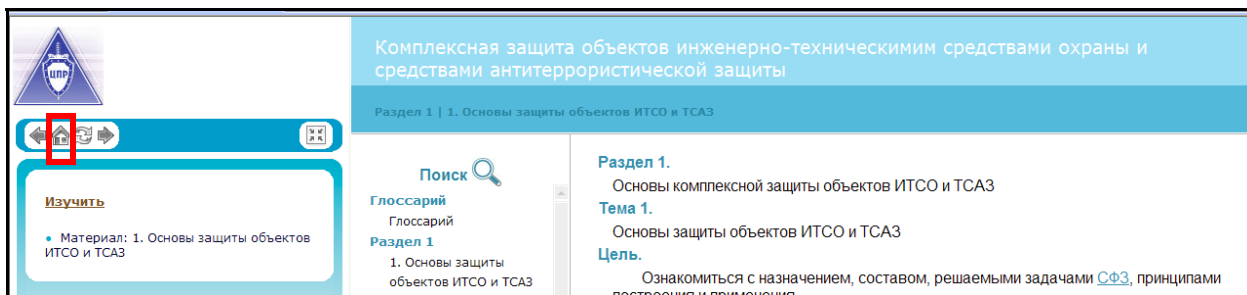 ЦПР
Комплексная защита объектов инженерно-техническимим средствами охраны и
средствами антитеррористической защиты
Раздел 1 | 1. Основы защиты объектов ИТСО и ТСАЗ
Изучить
• Материал: 1. Основы защиты объектов
ИТСО и ТСАЗ
Поиск
Глоссарий
Глоссарий
Раздел 1
1. Основы защиты
объектов ИТСО и ТСАЗ
Раздел 1.
Основы комплексной защиты объектов ИТСО и ТСАЗ
Тема 1.
Основы защиты объектов ИТСО и ТСАЗ
Цель.
Ознакомиться с назначением, составом, решаемыми задачами СФЗ, принципами
построения и применения